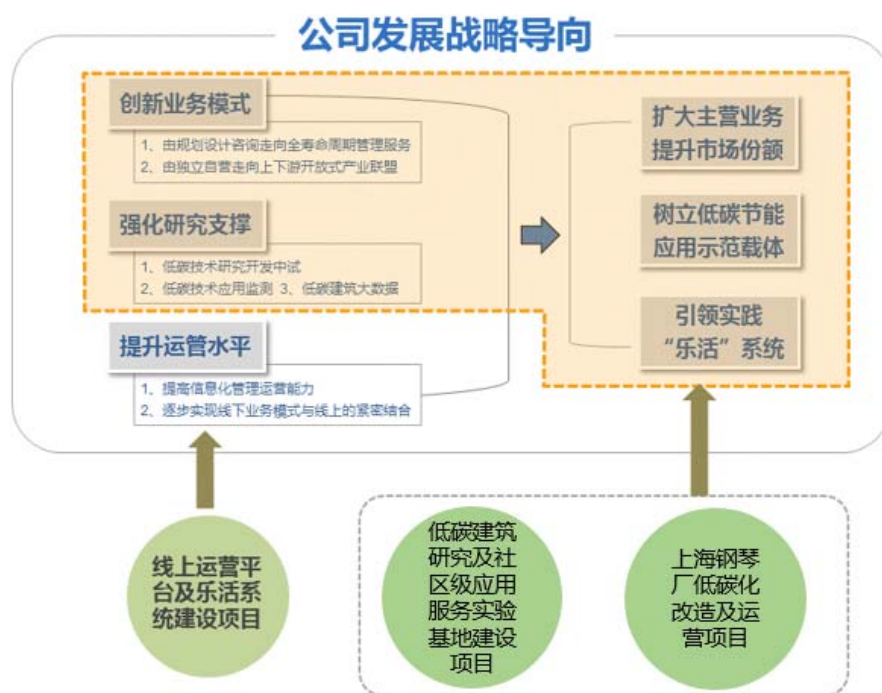 公司发展战略导向
创新业务模式
1、由规划设计咨询走向全寿命周期管理服务
2、由独立自营走向上下游开放式产业联盟
强化研究支撑
1、低碳技术研究开发中试
2、低碳技术应用监测 3、低碳建筑大数据
提升运管水平
1、提高信息化管理运营能力
2、逐步实现线下业务模式与线上的紧密结合
扩大主营业务
提升市场份额
树立低碳节能
应用示范载体
引领实践
“乐活”系统
线上运营平
台及乐活系
统建设项目
低碳建筑
研究及社
区级应用
服务实验
基地建设
项目
上海钢琴
厂低碳化
改造及运
营项目